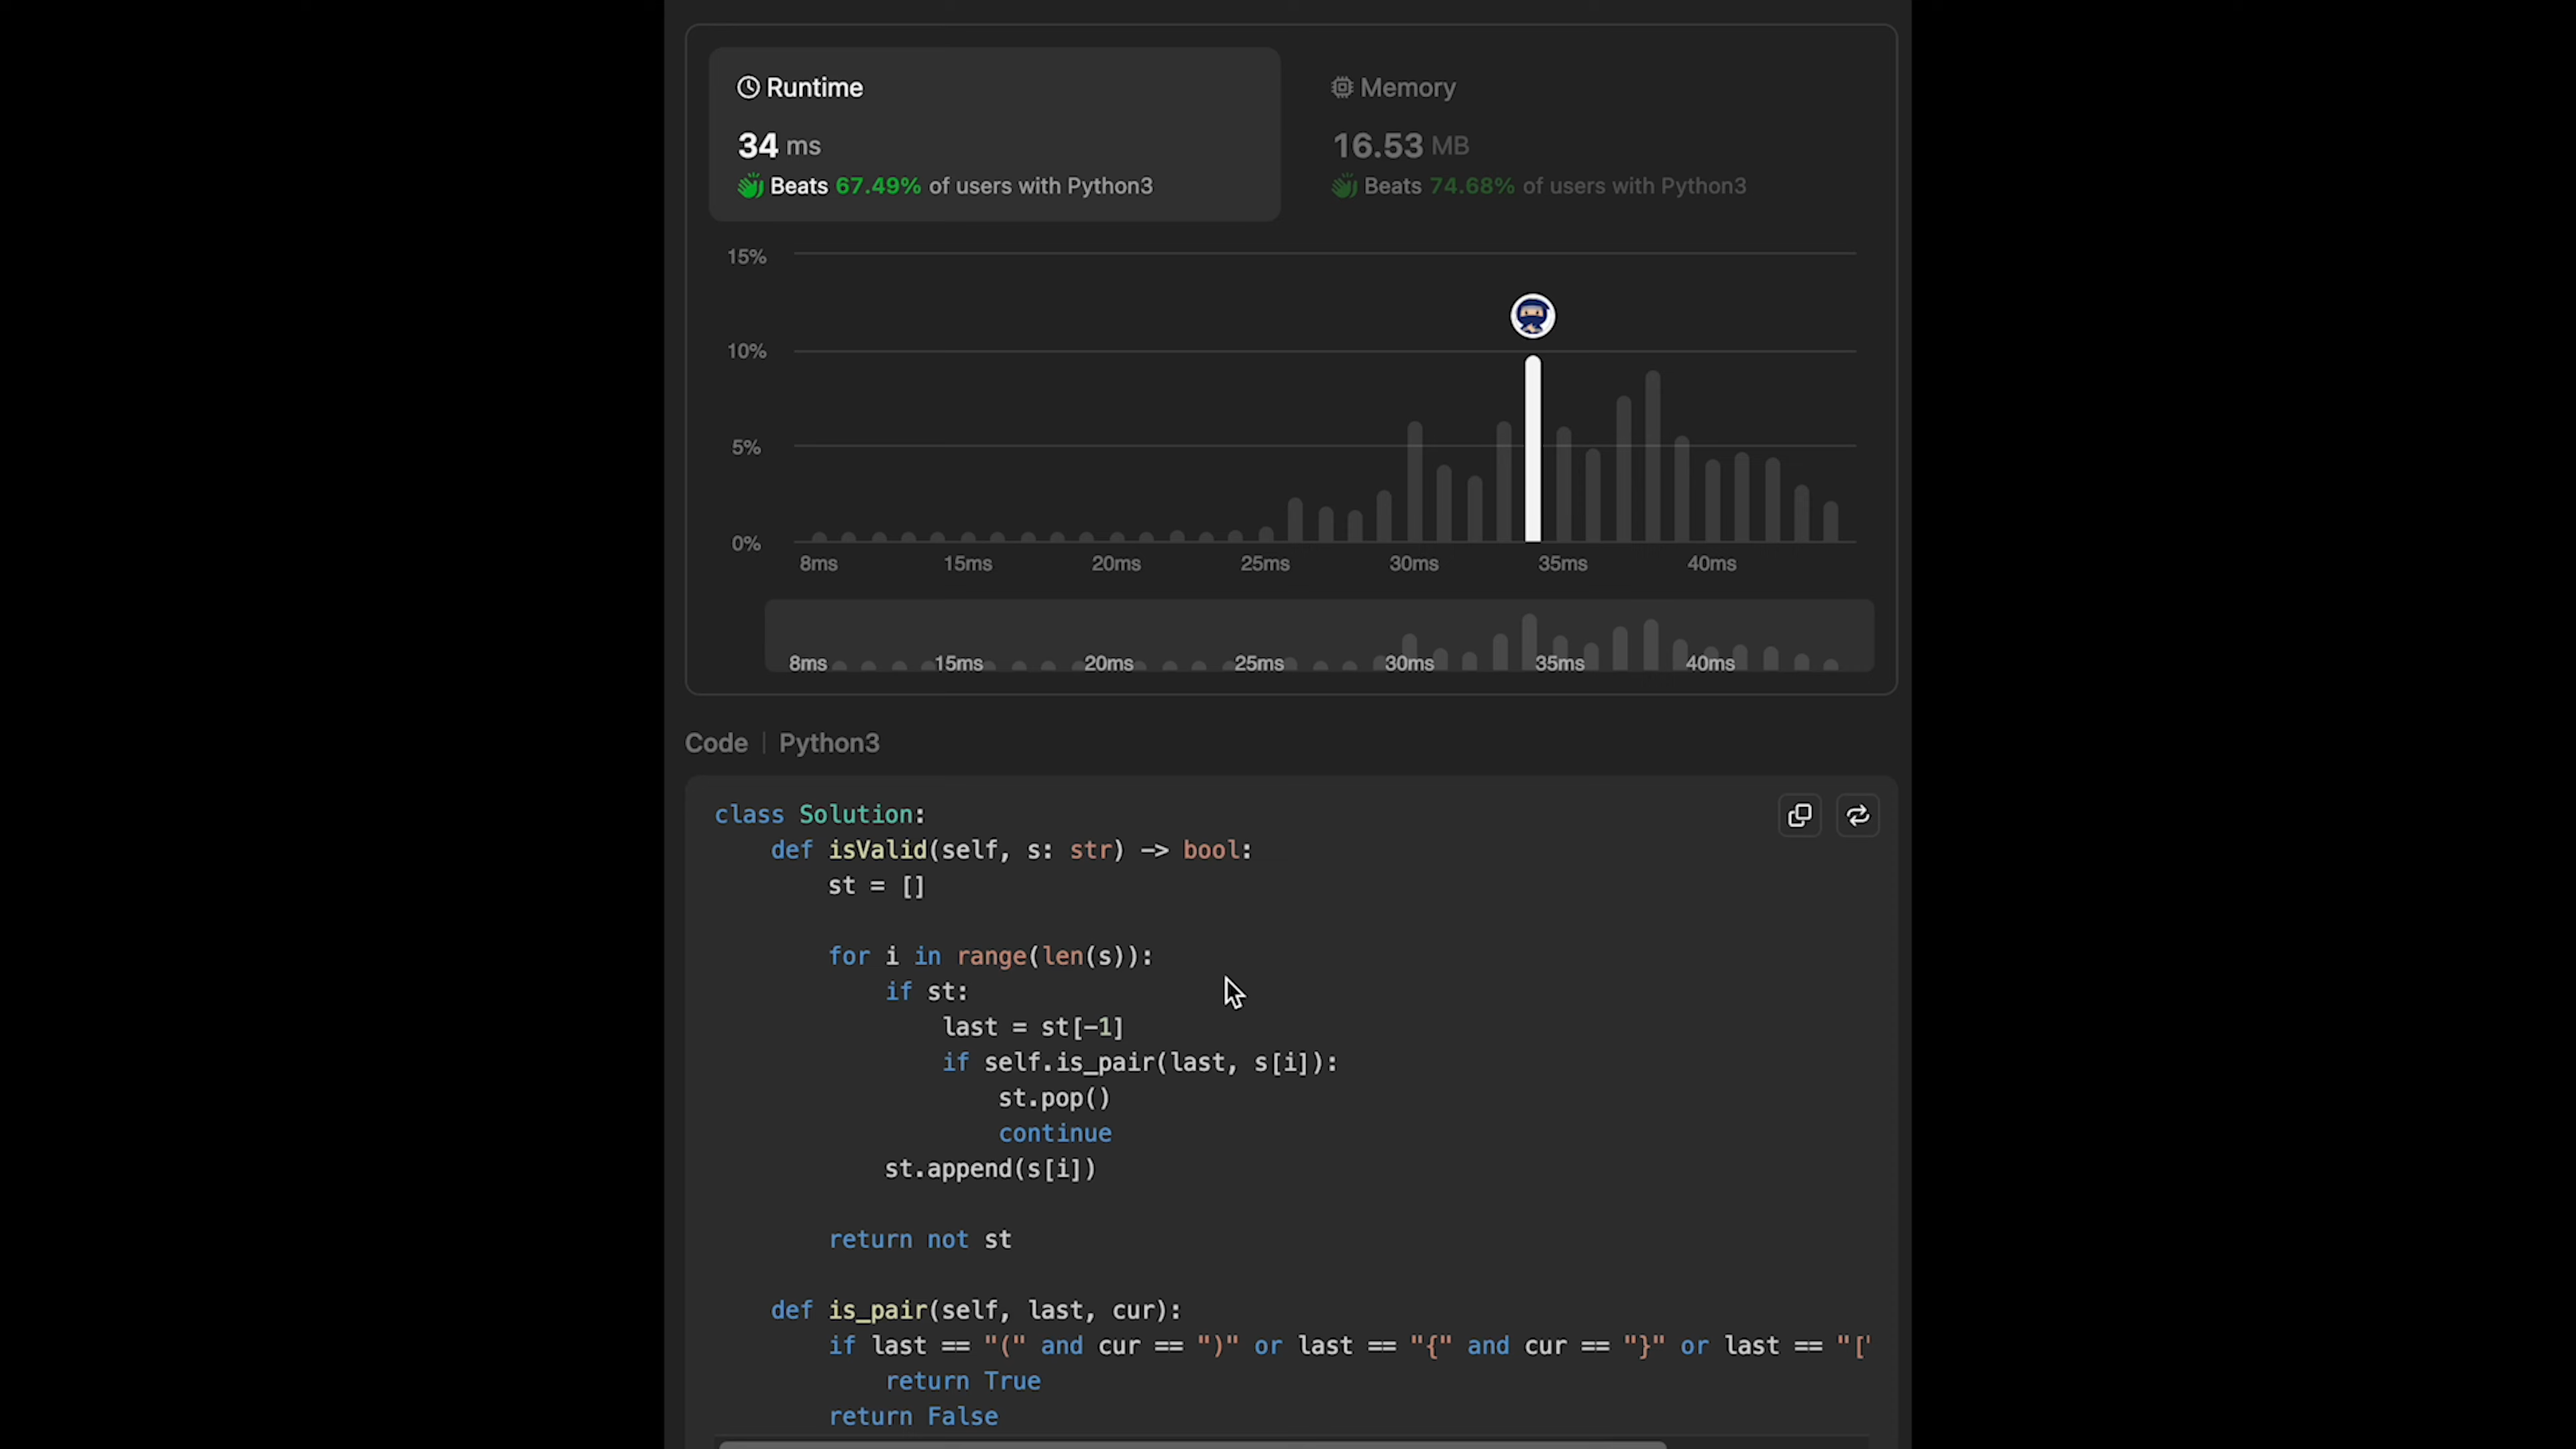 Runtime
34 ms
Beats 67.49% of users with Python3
Memory
16.53 MB
Beats 74.68% of users with Python3
15%
10%
5%
0%
8ms 15ms 20ms 25ms 30ms 35ms 40ms
8ms 15ms 20ms 25ms 30ms 35ms 40ms
Code | Python3
class Solution:
    def isValid(self, s: str) -> bool:
        st = []
        for i in range(len(s)):
            if st:
                last = st[-1]
                if self.is_pair(last, s[i]):
                    st.pop()
                    continue
            st.append(s[i])
        return not st
    def is_pair(self, last, cur):
        if last == "(" and cur == ")" or last == "{" and cur == "}" or last == "["
            return True
        return False